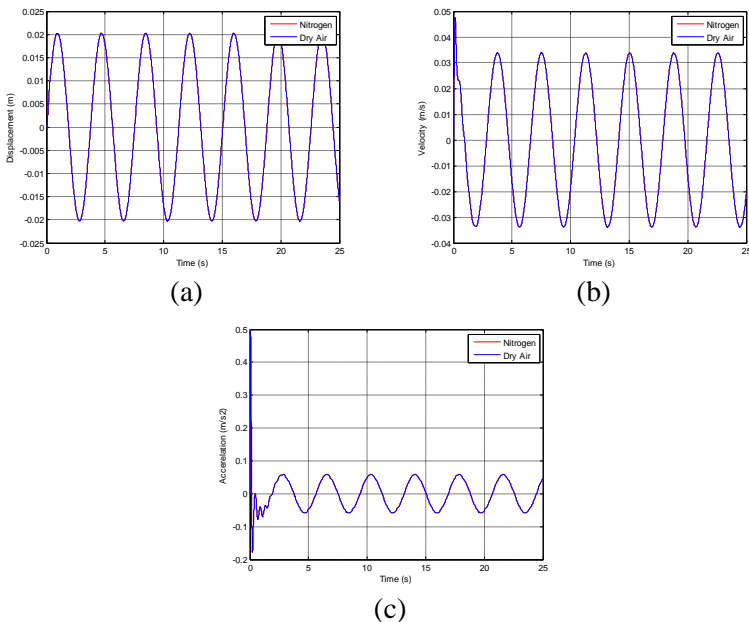 0.025
0.02
0.015
0.01
0.005
0
-0.005
-0.01
-0.015
-0.02
-0.025
Displacement (m)
0 5 10 15 20 25
Time (s)
Nitrogen
Dry Air
(a)
0.05
0.04
0.03
0.02
0.01
0
-0.01
-0.02
-0.03
-0.04
Velocity (m/s)
0 5 10 15 20 25
Time (s)
Nitrogen
Dry Air
(b)
0.5
0.4
0.3
0.2
0.1
0
-0.1
-0.2
Accerelation (m/s2)
0 5 10 15 20 25
Time (s)
Nitrogen
Dry Air
(c)